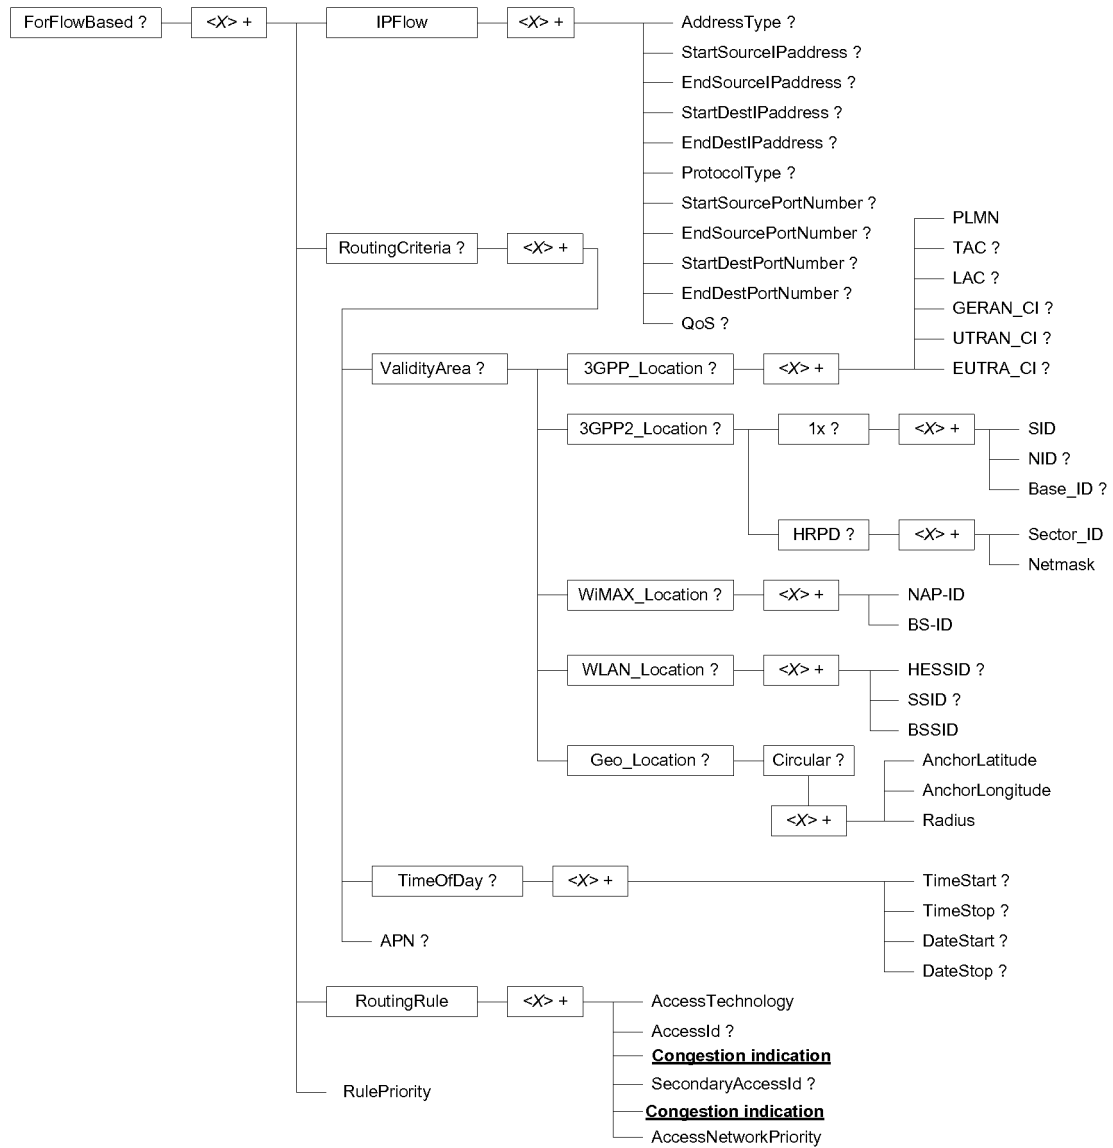 ForFlowBased ?
<X> +
IPFlow
<X> +
AddressType ?
StartSourceIPaddress ?
EndSourceIPaddress ?
StartDestIPaddress ?
EndDestIPaddress ?
ProtocolType ?
StartSourcePortNumber ?
EndSourcePortNumber ?
StartDestPortNumber ?
EndDestPortNumber ?
QoS ?
RoutingCriteria ?
<X> +
ValidityArea ?
3GPP_Location ?
<X> +
PLMN
TAC ?
LAC ?
GERAN_CI ?
UTRAN_CI ?
EUTRA_CI ?
3GPP2_Location ?
1x ?
<X> +
SID
NID ?
Base_ID ?
HRPD ?
<X> +
Sector_ID
Netmask
WiMAX_Location ?
<X> +
NAP-ID
BS-ID
WLAN_Location ?
<X> +
HESSID ?
SSID ?
BSSID
Geo_Location ?
Circular ?
<X> +
AnchorLatitude
AnchorLongitude
Radius
TimeOfDay ?
<X> +
TimeStart ?
TimeStop ?
DateStart ?
DateStop ?
APN ?
RoutingRule
<X> +
AccessTechnology
AccessId ?
Congestion indication
SecondaryAccessId ?
Congestion indication
AccessNetworkPriority
RulePriority